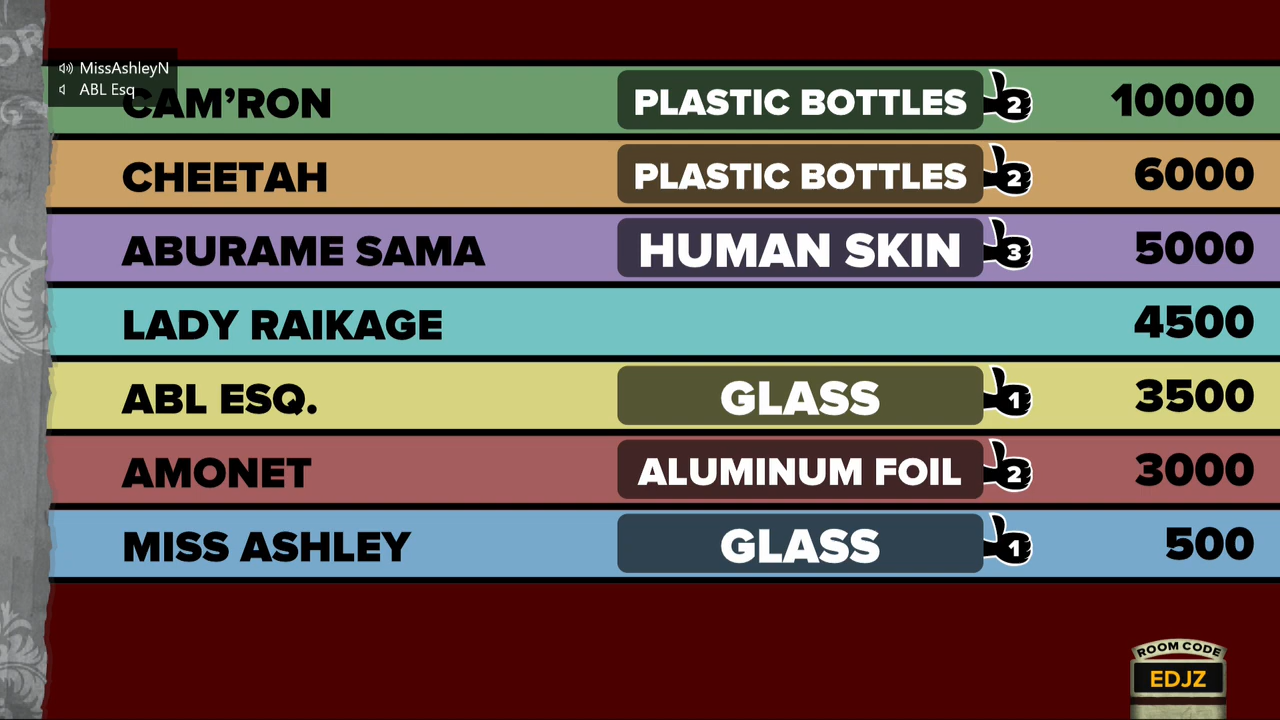 MissAshleyN
ABL Esq
CAM'RON PLASTIC BOTTLES 2 10000
CHEETAH PLASTIC BOTTLES 2 6000
ABURAME SAMA HUMAN SKIN 3 5000
LADY RAIKAGE 4500
ABL ESQ. GLASS 1 3500
AMONET ALUMINUM FOIL 2 3000
MISS ASHLEY GLASS 1 500
ROOM CODE
EDJZ